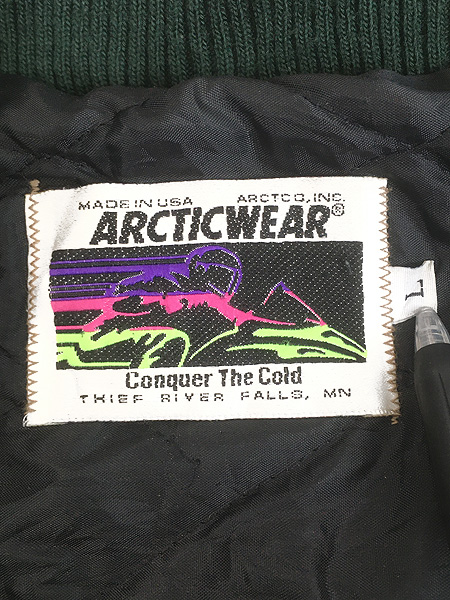 MADE IN USA ARCTCO, INC.
ARCTICWEAR®
Conquer The Cold
THIEF RIVER FALLS, MN
L